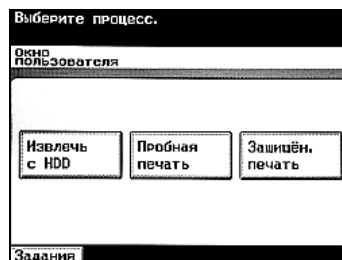 Выберите процесс.
Окно
пользователя
Извлечь
с HDD
Пробная
печать
Защищён.
печать
Задания